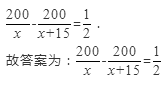 200/x - 200/(x+15) = 1/2 .
故答案为：200/x - 200/(x+15) = 1/2